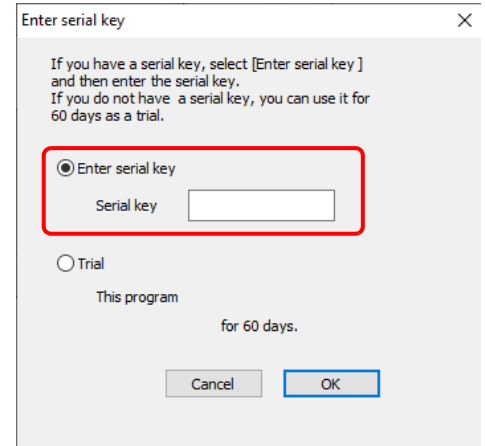 Enter serial key
If you have a serial key, select [Enter serial key ]
and then enter the serial key.
If you do not have  a serial key, you can use it for
60 days as a trial.
Enter serial key
Serial key
Trial
This program
for 60 days.
Cancel OK